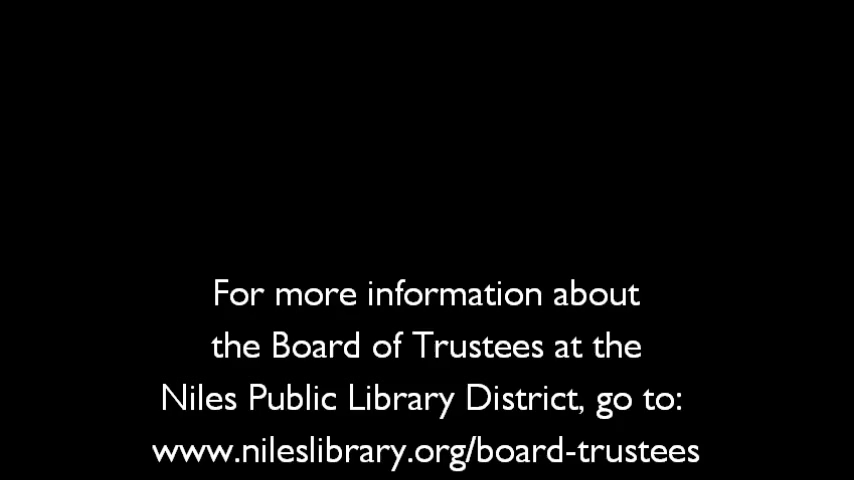 For more information about
the Board of Trustees at the
Niles Public Library District, go to:
www.nileslibrary.org/board-trustees